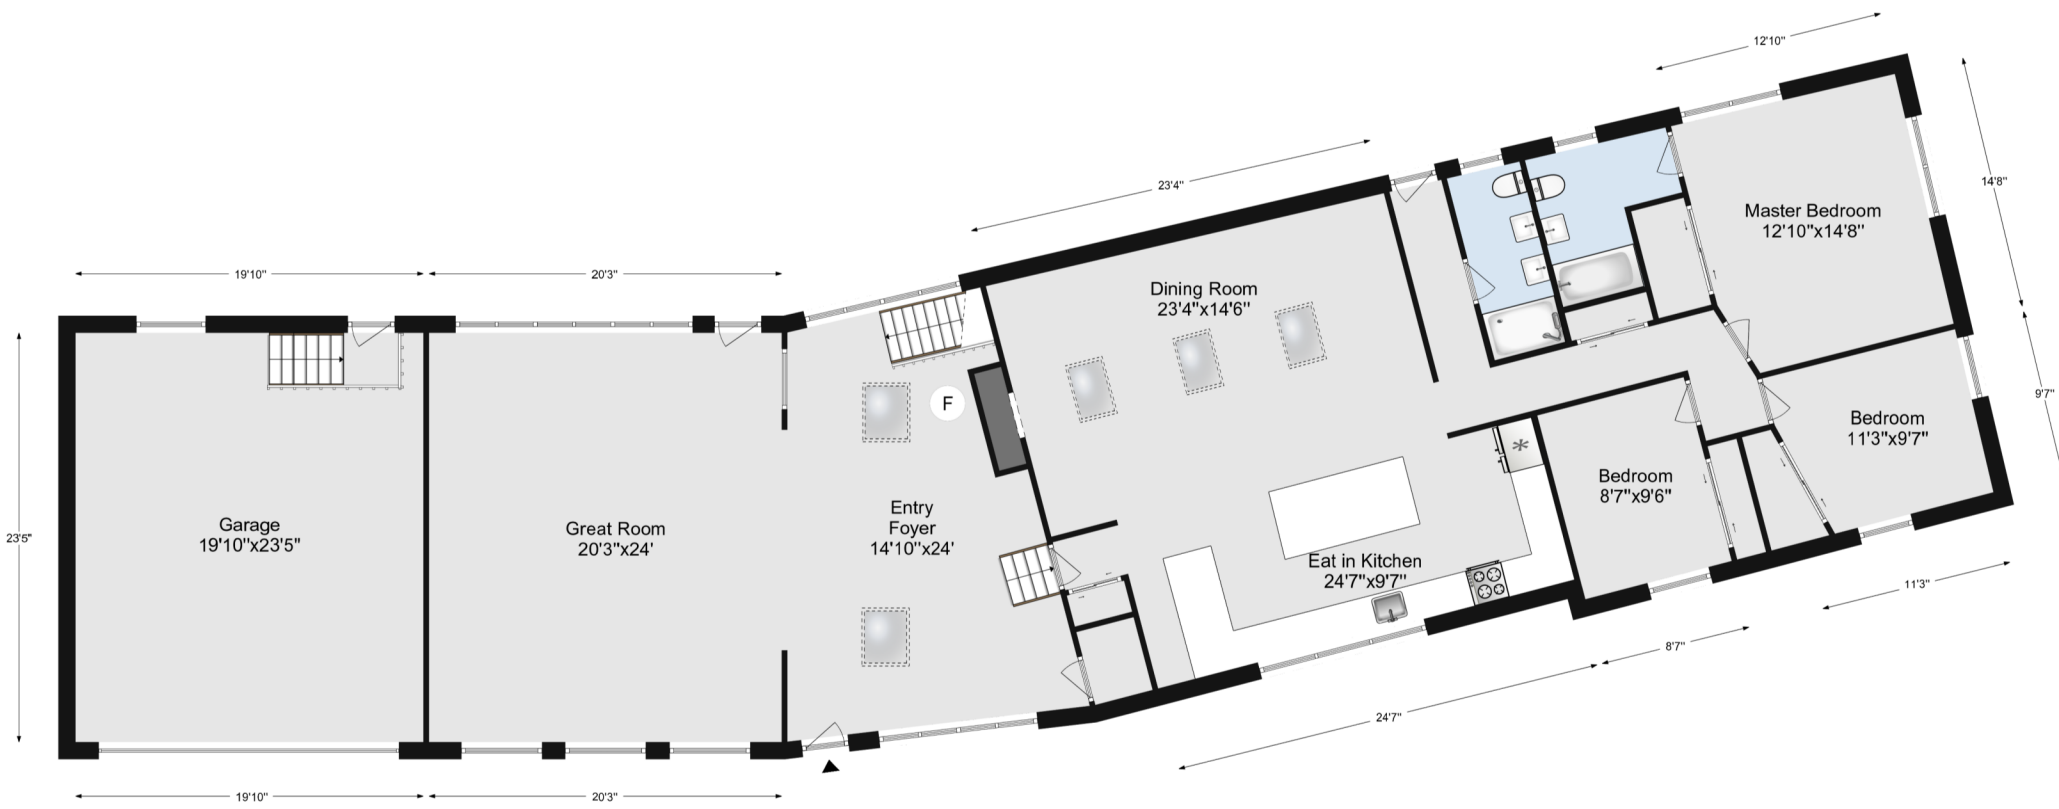 12'10"
14'8"
23'4"
Master Bedroom
12'10"x14'8"
19'10"
20'3"
Dining Room
23'4"x14'6"
9'7"
F
Bedroom
11'3"x9'7"
Bedroom
8'7"x9'6"
Entry
Foyer
14'10"x24'
Garage
19'10"x23'5"
Great Room
20'3"x24'
23'5"
Eat in Kitchen
24'7"x9'7"
11'3"
8'7"
24'7"
19'10"
20'3"